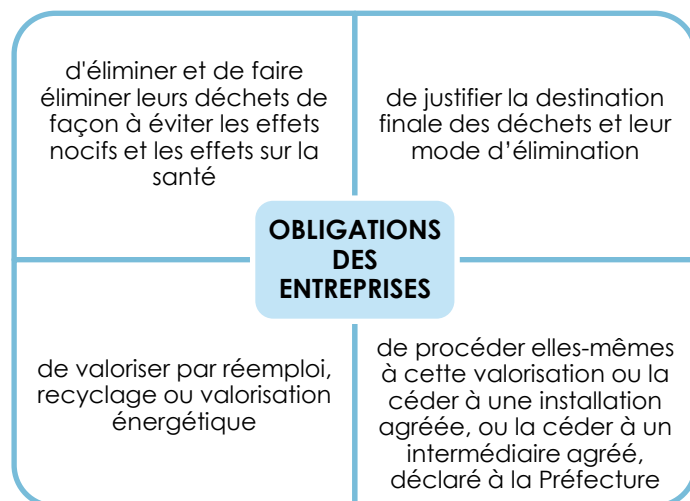 d'éliminer et de faire
éliminer leurs déchets de
façon à éviter les effets
nocifs et les effets sur la
santé
de justifier la destination
finale des déchets et leur
mode d’élimination
OBLIGATIONS
DES
ENTREPRISES
de valoriser par réemploi,
recyclage ou valorisation
énergétique
de procéder elles-mêmes
à cette valorisation ou la
céder à une installation
agréée, ou la céder à un
intermédiaire agréé,
déclaré à la Préfecture